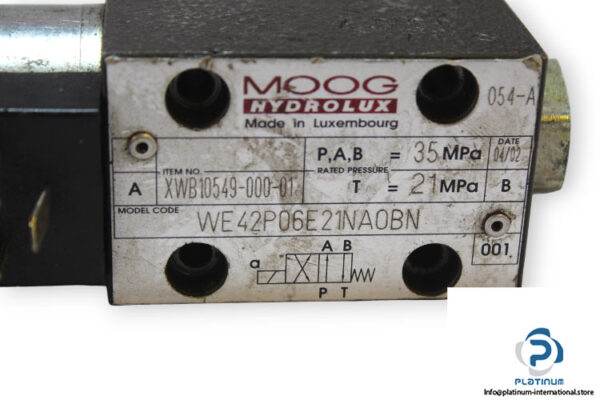 MOOG
HYDROLUX
Made in Luxembourg
054-A
P,A,B = 35 MPa
RATED PRESSURE
T = 21 MPa
DATE
04/02
ITEM NO.
A XWB10549-000-01 B
MODEL CODE
WE42P06E21NA0BN
001
A B
a
P T
PLATINUM
Info@platinum-international.store